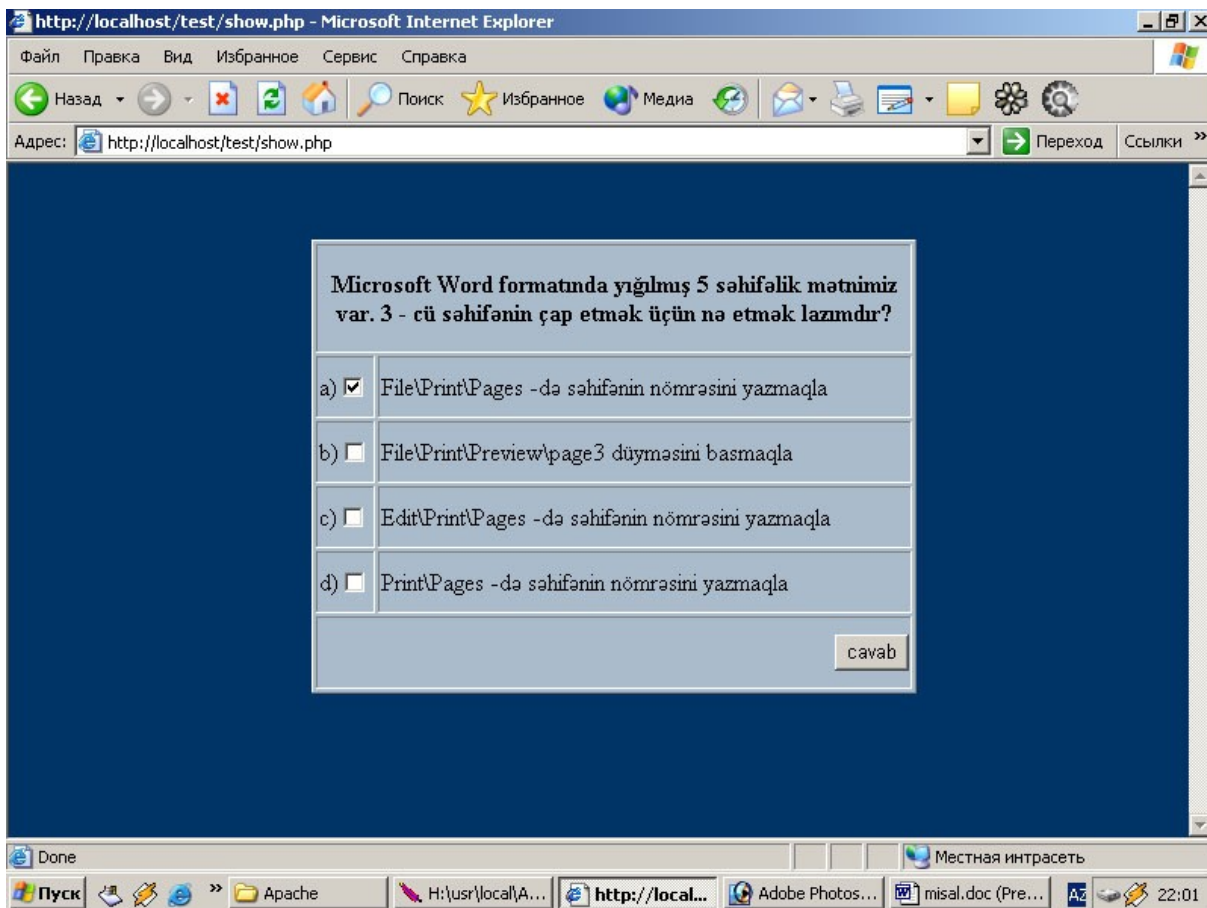 http://localhost/test/show.php - Microsoft Internet Explorer
Файл Правка Вид Избранное Сервис Справка
Назад Поиск Избранное Медиа
Адрес: http://localhost/test/show.php Переход Ссылки »
Microsoft Word formatında yığılmış 5 səhifəlik mətnimiz
var. 3 - cü səhifənin çap etmək üçün nə etmək lazımdır?
a) File\Print\Pages -də səhifənin nömrəsini yazmaqla
b) File\Print\Preview\page3 düyməsini basmaqla
c) Edit\Print\Pages -də səhifənin nömrəsini yazmaqla
d) Print\Pages -də səhifənin nömrəsini yazmaqla
cavab
Done Местная интрасеть
Пуск » Apache H:\usr\local\A... http://local... Adobe Photos... misal.doc (Pre... AZ 22:01